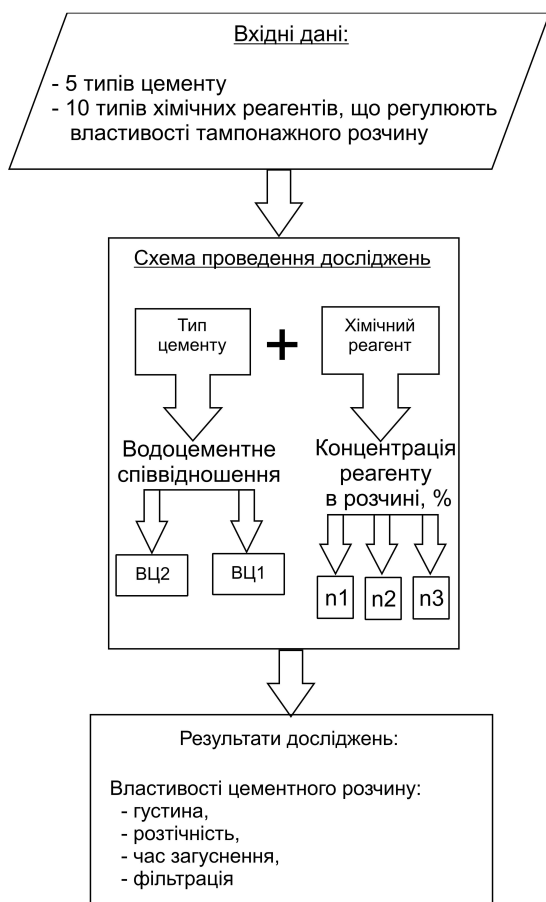 Вхідні дані:
- 5 типів цементу
- 10 типів хімічних реагентів, що регулюють
властивості тампонажного розчину
Схема проведення досліджень
Тип
цементу
+
Хімічний
реагент
Водоцементне
співвідношення
Концентрація
реагенту
в розчині, %
ВЦ2
ВЦ1
n1
n2
n3
Результати досліджень:
Властивості цементного розчину:
- густина,
- розтічність,
- час загуснення,
- фільтрація